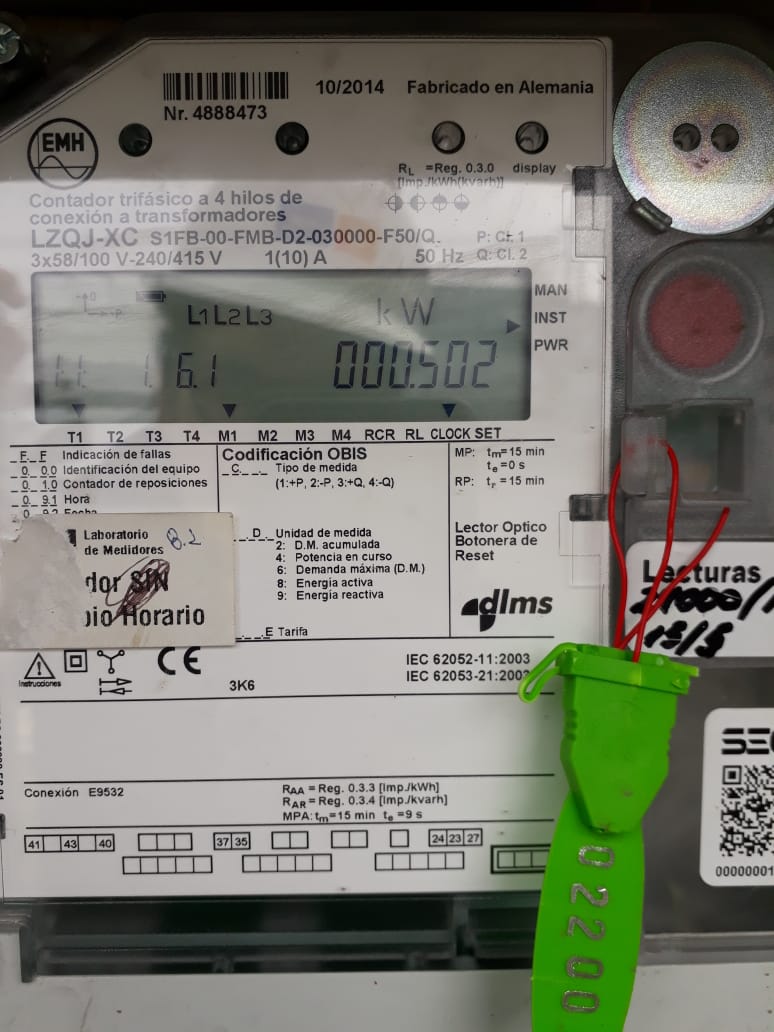 10/2014 Fabricado en Alemania
Nr. 4888473
EMH
RL =Reg. 0.3.0 display
[Imp./kWh(kvarh)]
Contador trifásico a 4 hilos de
conexión a transformadores
LZQJ-XC S1FB-00-FMB-D2-030000-F50/Q. P: Cl. 1
3x58/100 V-240/415 V 1(10) A 50 Hz Q: Cl. 2
L1L2L3 kW
1.6.1 000.502
MAN
INST
PWR
T1 T2 T3 T4 M1 M2 M3 M4 RCR RL CLOCK SET
F. F Indicación de fallas
0. 0.0 Identificación del equipo
0. 1.0 Contador de reposiciones
0. 9.1 Hora
Codificación OBIS
C Tipo de medida
(1:+P, 2:-P, 3:+Q, 4:-Q)
D Unidad de medida
2: D.M. acumulada
4: Potencia en curso
6: Demanda máxima (D.M.)
8: Energía activa
9: Energía reactiva
E Tarifa
MP: tm=15 min
te=0 s
RP: tr=15 min
Lector Optico
Botonera de
Reset
dlms
Laboratorio 8.2
de Medidores
dor SIN
bio Horario
Lecturas
Instrucciones
CE
3K6
IEC 62052-11:2003
IEC 62053-21:2003
Conexión E9532
RAA = Reg. 0.3.3 [Imp./kWh]
RAR = Reg. 0.3.4 [Imp./kvarh]
MPA: tm=15 min te=9 s
41 43 40 37 35 24 23 27
SEC
00000001
02200